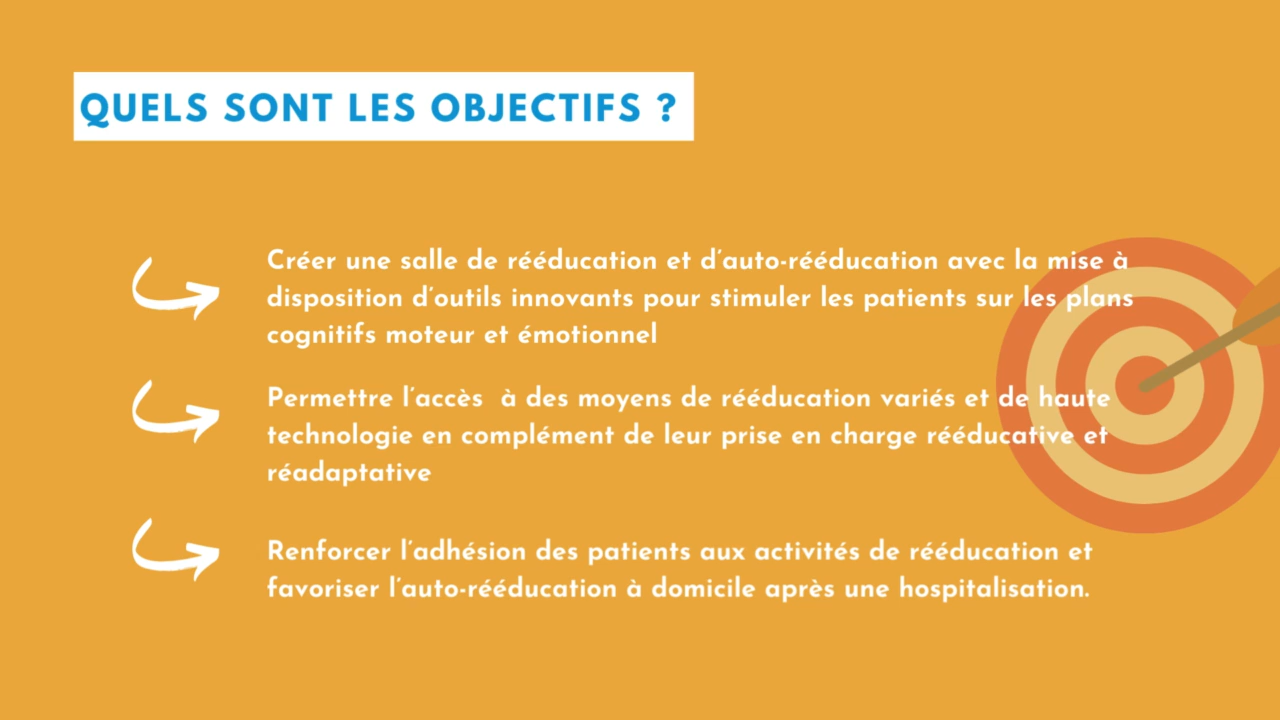 QUELS SONT LES OBJECTIFS ?
Créer une salle de rééducation et d'auto-rééducation avec la mise à
disposition d'outils innovants pour stimuler les patients sur les plans
cognitifs moteur et émotionnel
Permettre l'accès  à des moyens de rééducation variés et de haute
technologie en complément de leur prise en charge rééducative et
réadaptative
Renforcer l'adhésion des patients aux activités de rééducation et
favoriser l'auto-rééducation à domicile après une hospitalisation.